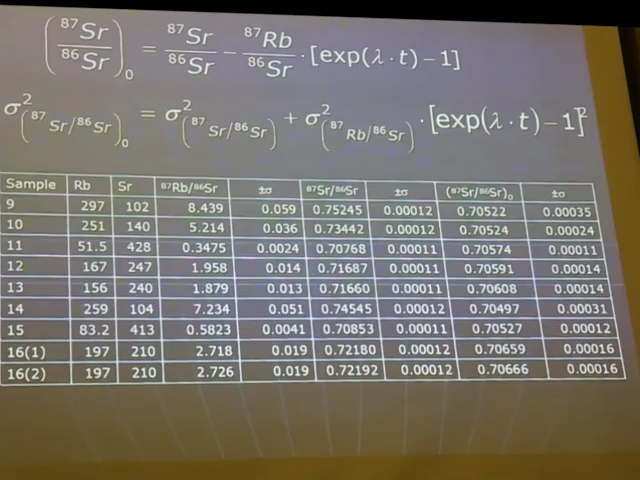 (⁸⁷Sr/⁸⁶Sr)₀ = ⁸⁷Sr/⁸⁶Sr − ⁸⁷Rb/⁸⁶Sr · [exp(λ · t) − 1]
σ²(⁸⁷Sr/⁸⁶Sr)₀ = σ²(⁸⁷Sr/⁸⁶Sr) + σ²(⁸⁷Rb/⁸⁶Sr) · [exp(λ · t) − 1]²
Sample Rb Sr ⁸⁷Rb/⁸⁶Sr ±σ ⁸⁷Sr/⁸⁶Sr ±σ (⁸⁷Sr/⁸⁶Sr)₀ ±σ
9 297 102 8.439 0.059 0.75245 0.00012 0.70522 0.00035
10 251 140 5.214 0.036 0.73442 0.00012 0.70524 0.00024
11 51.5 428 0.3475 0.0024 0.70768 0.00011 0.70574 0.00011
12 167 247 1.958 0.014 0.71687 0.00011 0.70591 0.00014
13 156 240 1.879 0.013 0.71660 0.00011 0.70608 0.00014
14 259 104 7.234 0.051 0.74545 0.00012 0.70497 0.00031
15 83.2 413 0.5823 0.0041 0.70853 0.00011 0.70527 0.00012
16(1) 197 210 2.718 0.019 0.72180 0.00012 0.70659 0.00016
16(2) 197 210 2.726 0.019 0.72192 0.00012 0.70666 0.00016